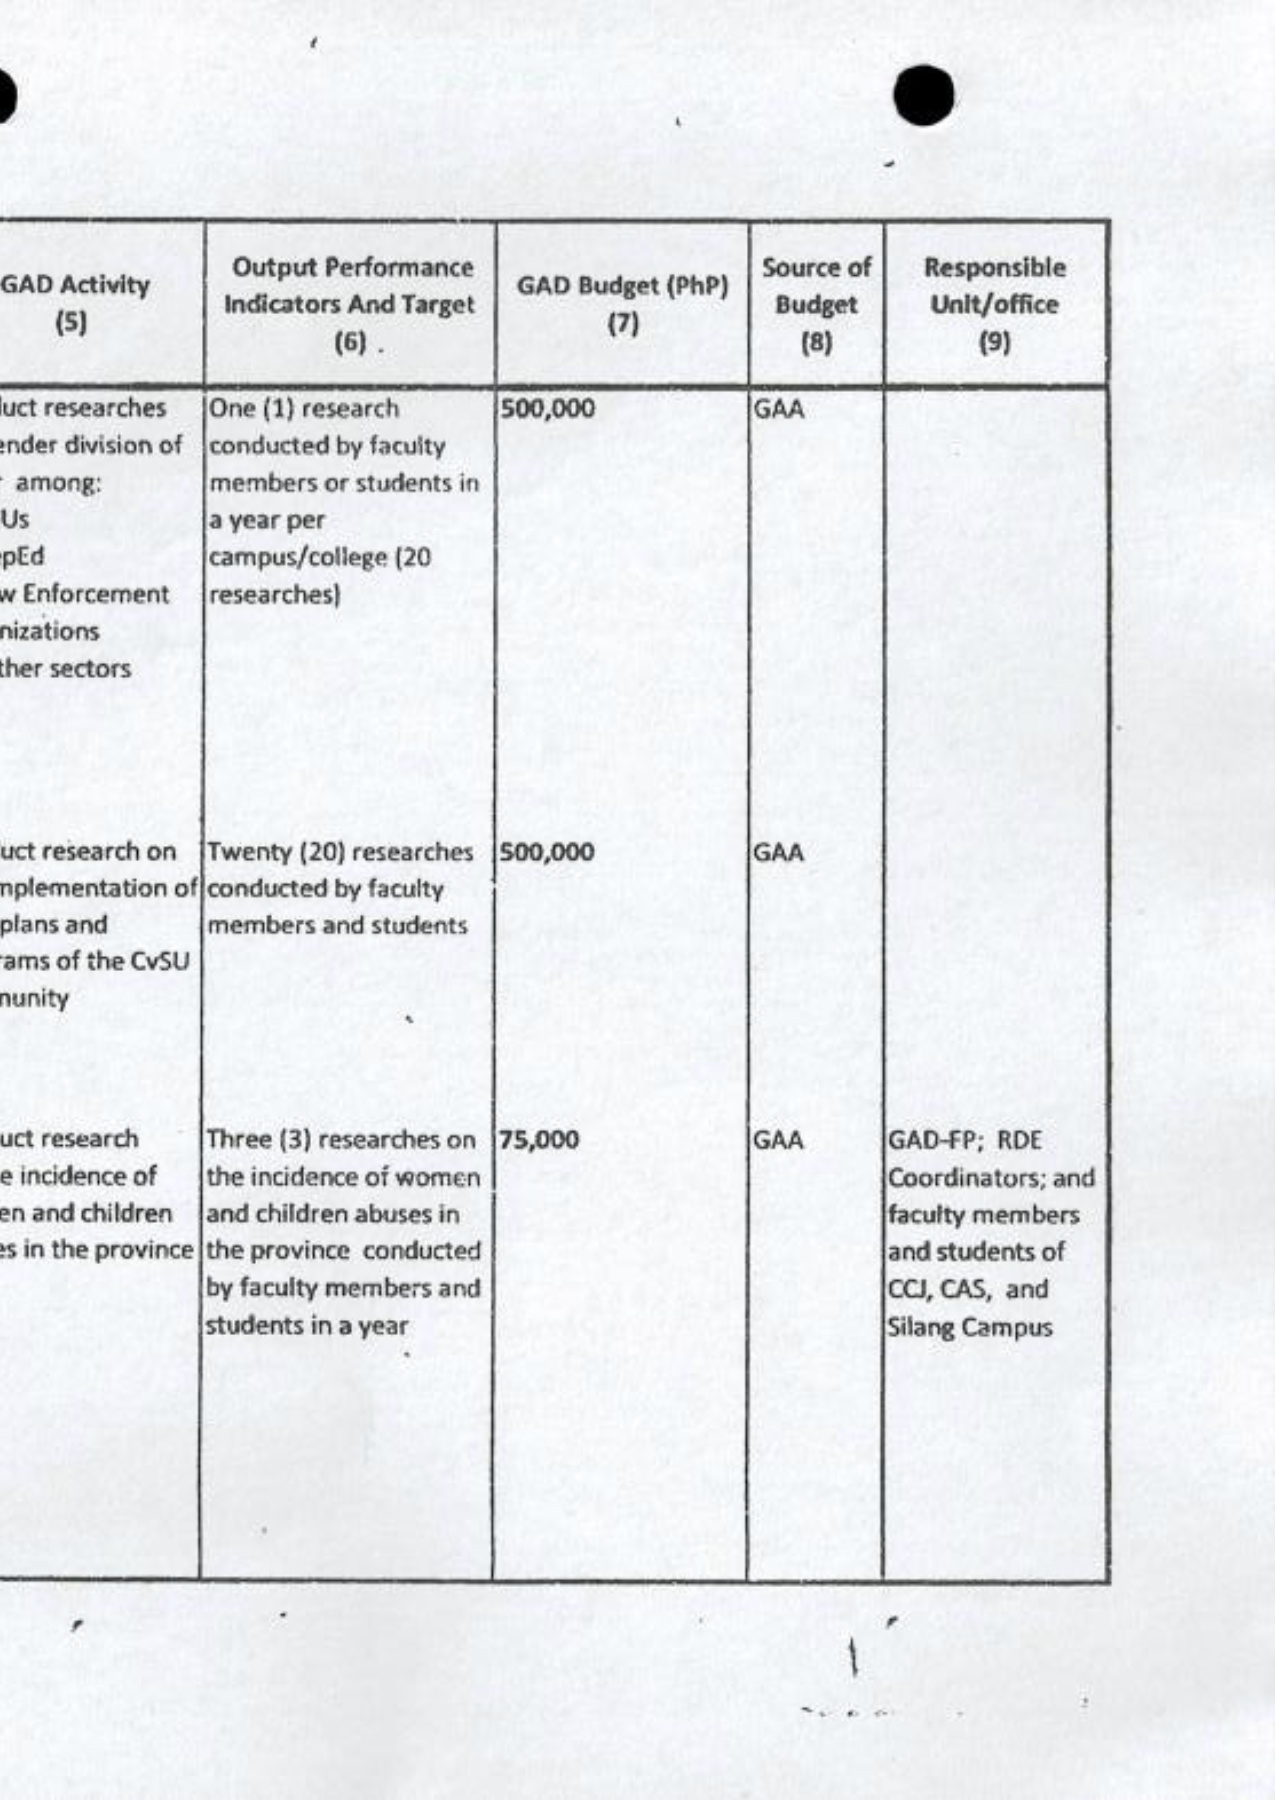 GAD Activity
(5)
Output Performance
Indicators And Target
(6) .
GAD Budget (PhP)
(7)
Source of
Budget
(8)
Responsible
Unit/office
(9)
researches
division of
among:
Us
pEd
Enforcement
nizations
ther sectors
One (1) research
conducted by faculty
members or students in
a year per
campus/college (20
researches)
500,000
GAA
uct research on
mplementation of
plans and
rams of the CvSU
munity
Twenty (20) researches
conducted by faculty
members and students
500,000
GAA
uct research
e incidence of
en and children
es in the province
Three (3) researches on
the incidence of women
and children abuses in
the province conducted
by faculty members and
students in a year
75,000
GAA
GAD-FP; RDE
Coordinators; and
faculty members
and students of
CCJ, CAS, and
Silang Campus